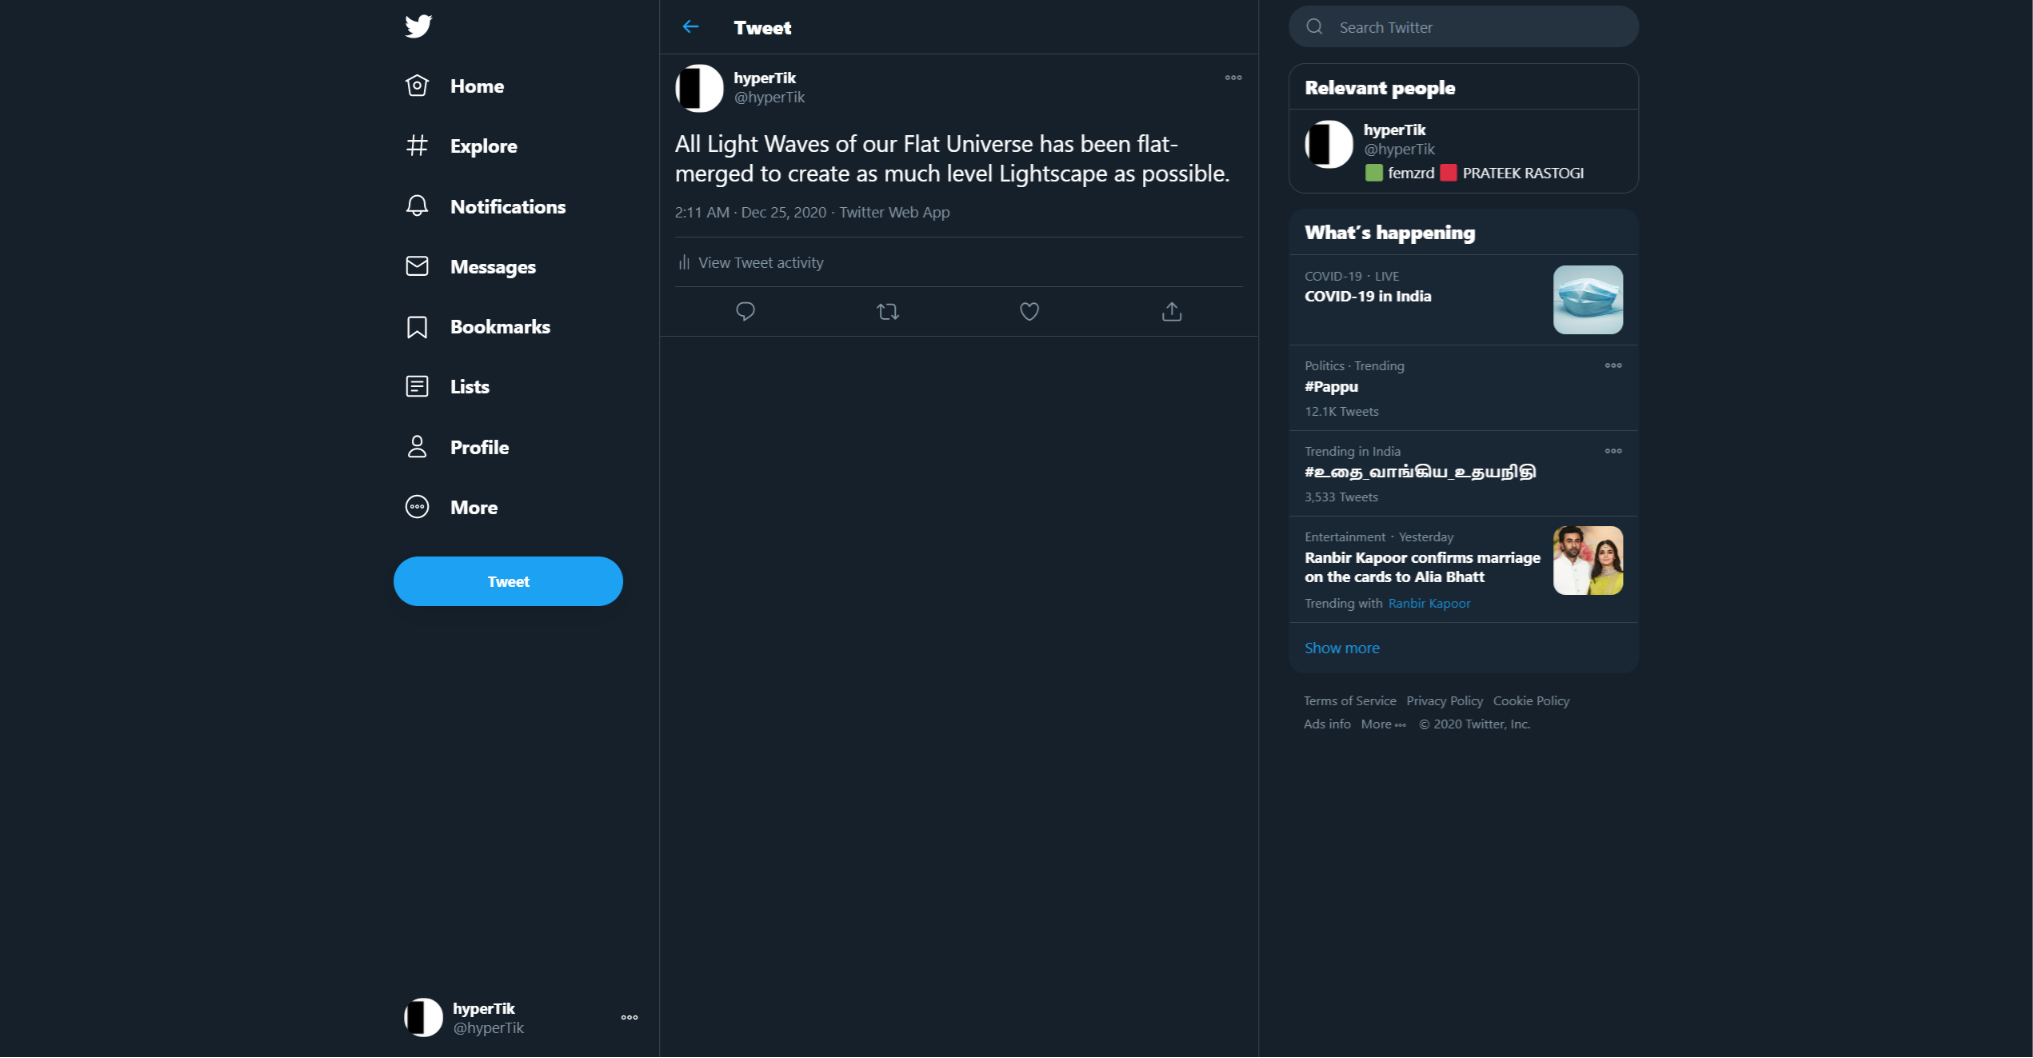 Home
Explore
Notifications
Messages
Bookmarks
Lists
Profile
More
Tweet
hyperTik
@hyperTik
Tweet
hyperTik
@hyperTik
All Light Waves of our Flat Universe has been flat-
merged to create as much level Lightscape as possible.
2:11 AM · Dec 25, 2020 · Twitter Web App
View Tweet activity
Search Twitter
Relevant people
hyperTik
@hyperTik
femzrd PRATEEK RASTOGI
What's happening
COVID-19 · LIVE
COVID-19 in India
Politics · Trending
#Pappu
12.1K Tweets
Trending in India
#உதை_வாங்கிய_உதயநிதி
3,533 Tweets
Entertainment · Yesterday
Ranbir Kapoor confirms marriage
on the cards to Alia Bhatt
Trending with Ranbir Kapoor
Show more
Terms of Service Privacy Policy Cookie Policy
Ads info More © 2020 Twitter, Inc.